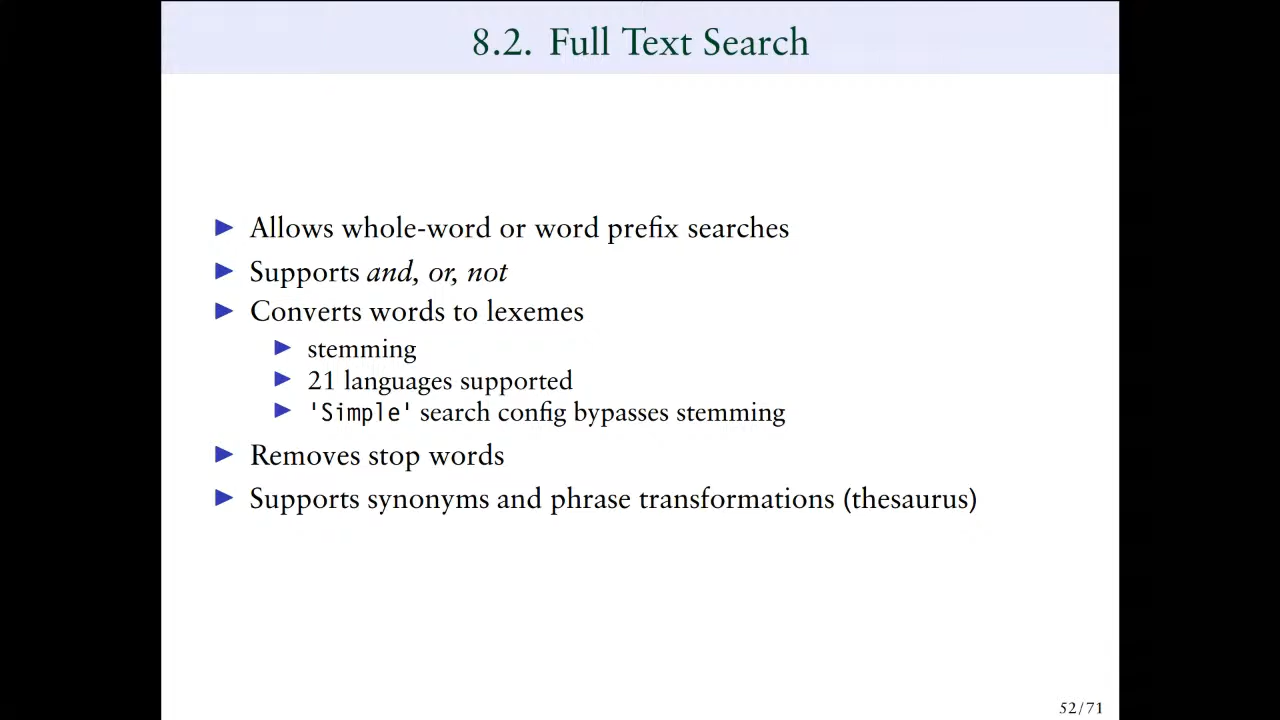 8.2. Full Text Search
Allows whole-word or word prefix searches
Supports and, or, not
Converts words to lexemes
stemming
21 languages supported
'Simple' search config bypasses stemming
Removes stop words
Supports synonyms and phrase transformations (thesaurus)
52/71